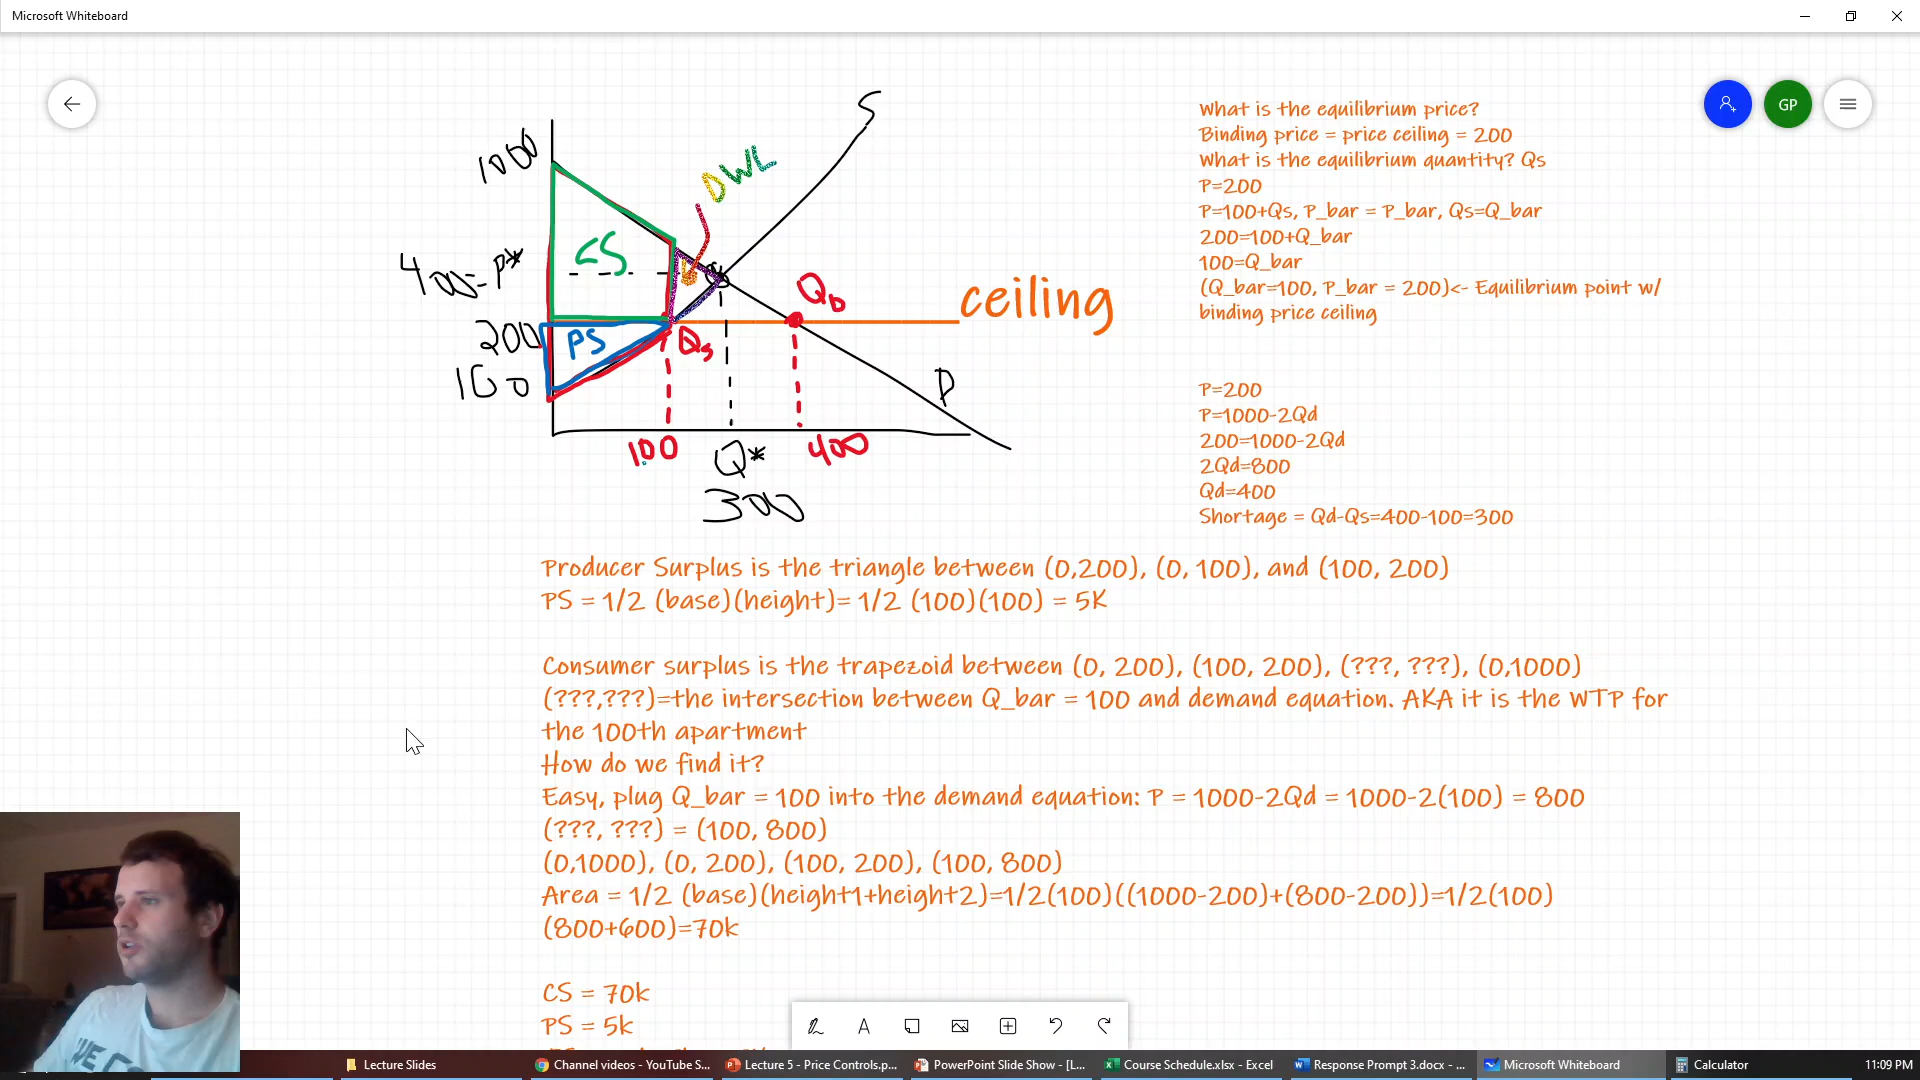 Microsoft Whiteboard
GP
S
1000
DWL
CS
400=P*
ceiling
QD
200
PS
Qs
100
D
100
Q*
400
300
What is the equilibrium price?
Binding price = price ceiling = 200
What is the equilibrium quantity? Qs
P=200
P=100+Qs, P_bar = P_bar, Qs=Q_bar
200=100+Q_bar
100=Q_bar
(Q_bar=100, P_bar = 200)<- Equilibrium point w/
binding price ceiling
P=200
P=1000-2Qd
200=1000-2Qd
2Qd=800
Qd=400
Shortage = Qd-Qs=400-100=300
Producer Surplus is the triangle between (0,200), (0, 100), and (100, 200)
PS = 1/2 (base)(height)= 1/2 (100)(100) = 5K
Consumer surplus is the trapezoid between (0, 200), (100, 200), (???, ???), (0,1000)
(???,???)=the intersection between Q_bar = 100 and demand equation. AKA it is the WTP for
the 100th apartment
How do we find it?
Easy, plug Q_bar = 100 into the demand equation: P = 1000-2Qd = 1000-2(100) = 800
(???, ???) = (100, 800)
(0,1000), (0, 200), (100, 200), (100, 800)
Area = 1/2 (base)(height1+height2)=1/2(100)((1000-200)+(800-200))=1/2(100)
(800+600)=70k
CS = 70k
PS = 5k
Lecture Slides
Channel videos - YouTube S...
Lecture 5 - Price Controls.p...
PowerPoint Slide Show - [L...
Course Schedule.xlsx - Excel
Response Prompt 3.docx - ...
Microsoft Whiteboard
Calculator
11:09 PM